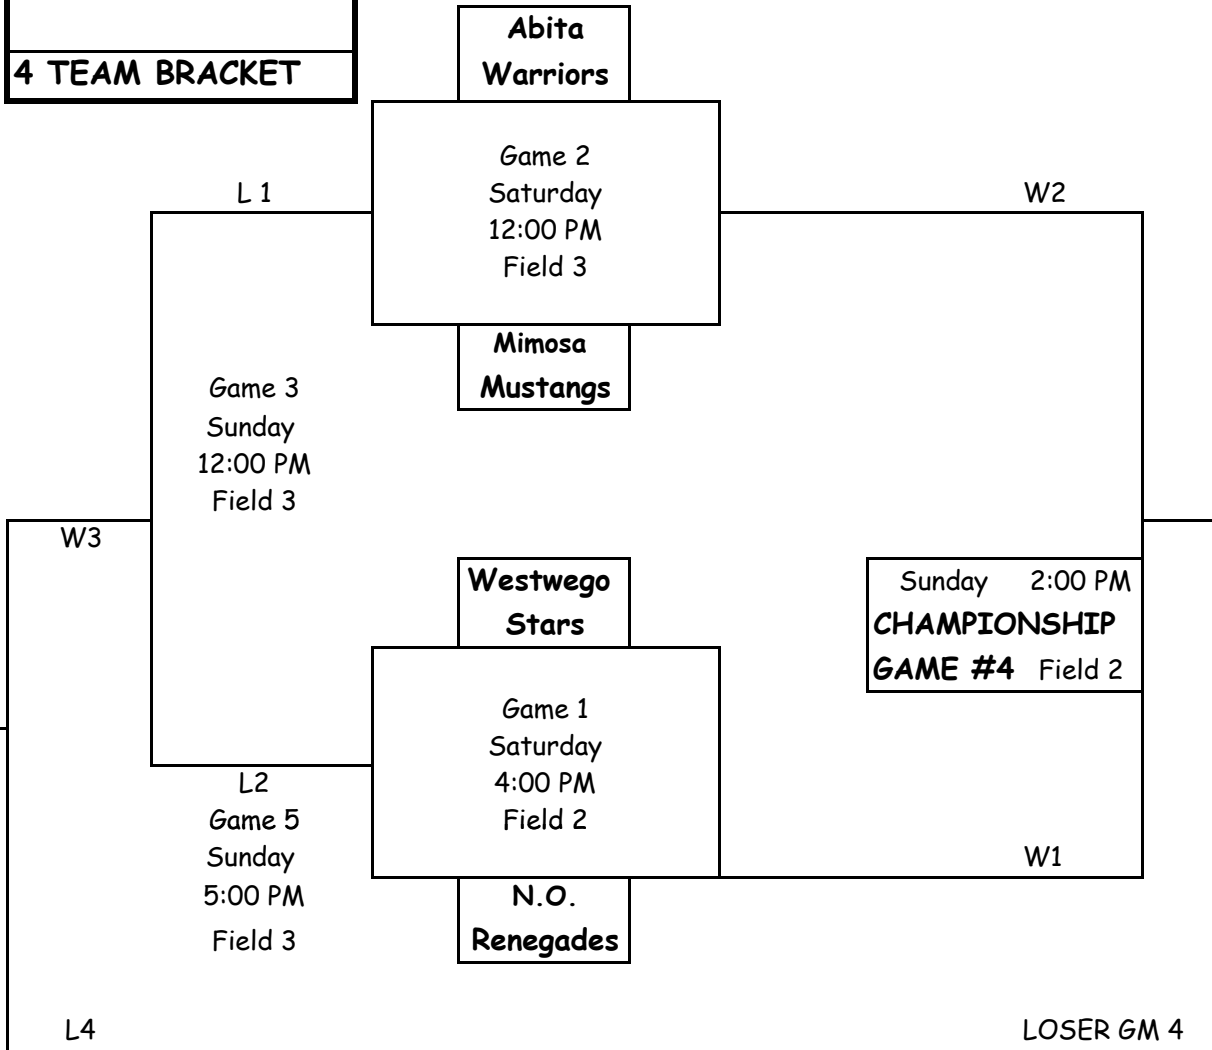 4 TEAM BRACKET
Abita
Warriors
Game 2
Saturday
12:00 PM
Field 3
L 1
W2
Mimosa
Mustangs
Game 3
Sunday
12:00 PM
Field 3
W3
Westwego
Stars
Sunday 2:00 PM
CHAMPIONSHIP
GAME #4 Field 2
Game 1
Saturday
4:00 PM
Field 2
L2
Game 5
Sunday
5:00 PM
Field 3
W1
N.O.
Renegades
L4
LOSER GM 4